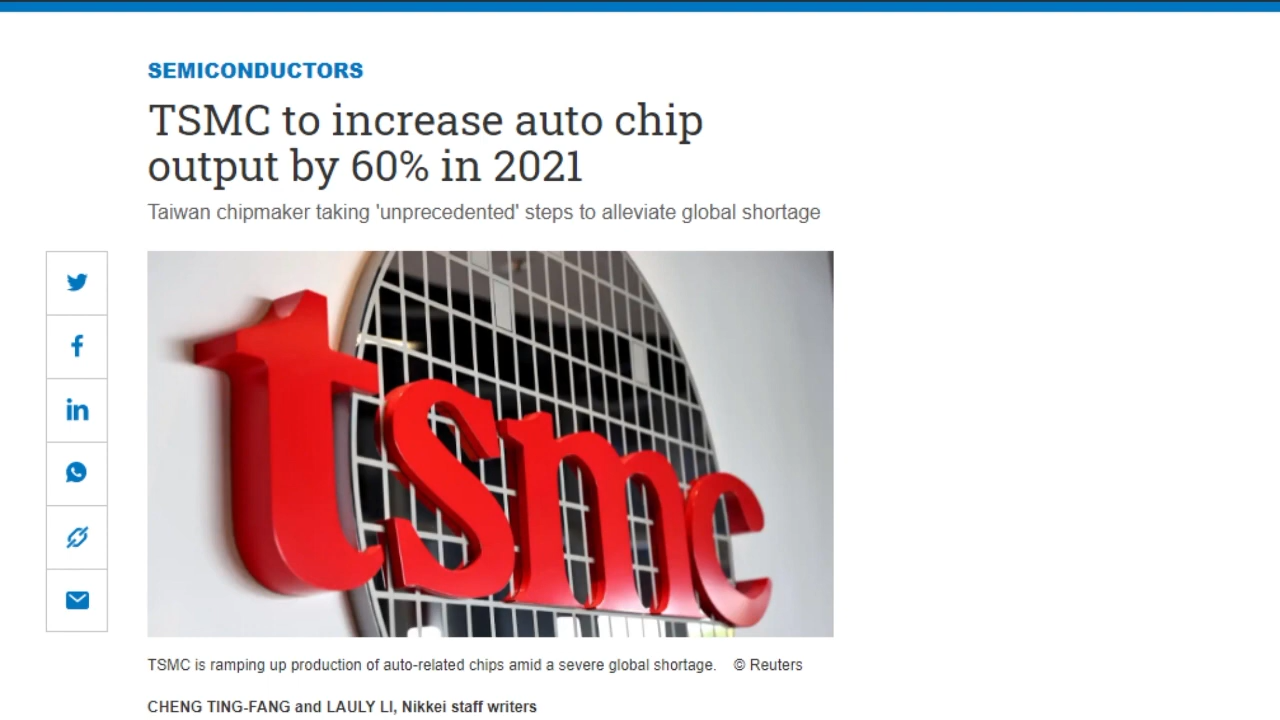 SEMICONDUCTORS
TSMC to increase auto chip
output by 60% in 2021
Taiwan chipmaker taking 'unprecedented' steps to alleviate global shortage
tsmc
TSMC is ramping up production of auto-related chips amid a severe global shortage. © Reuters
CHENG TING-FANG and LAULY LI, Nikkei staff writers